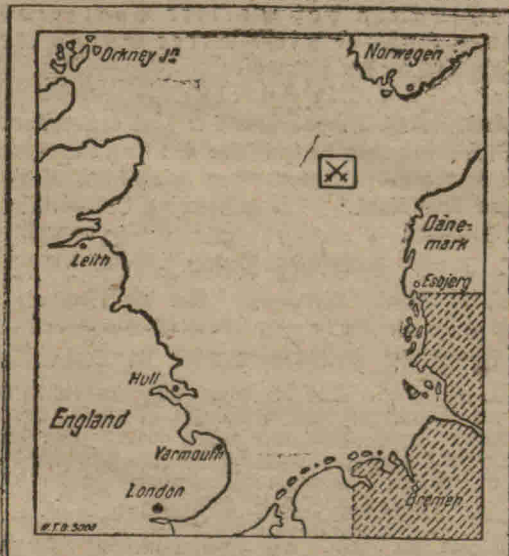 Orkney Jn
Norwegen
Däne-
mark
Leith
Esbjerg
Hull
England
Yarmouth
London
Bremen